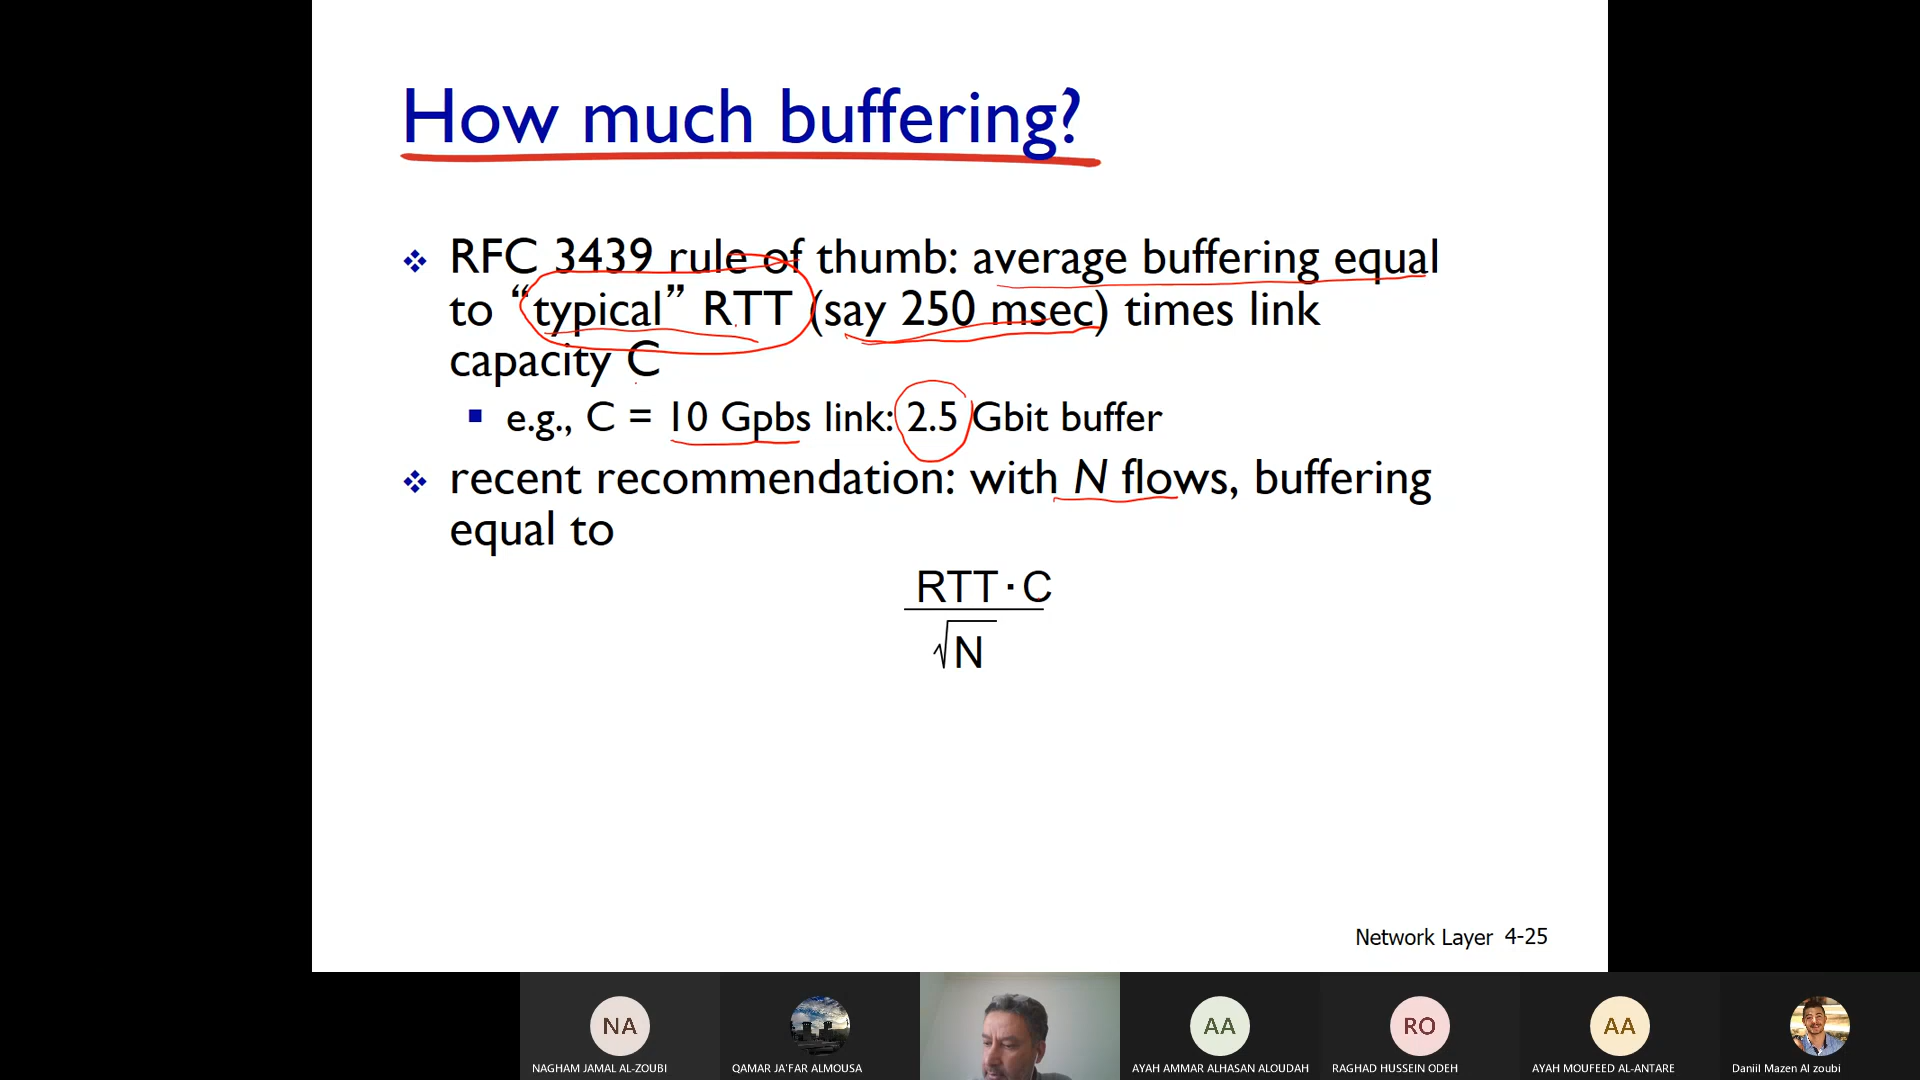 How much buffering?
❖ RFC 3439 rule of thumb: average buffering equal
to “typical” RTT (say 250 msec) times link
capacity C
▪ e.g., C = 10 Gpbs link: 2.5 Gbit buffer
❖ recent recommendation: with N flows, buffering
equal to
RTT · C
√N
Network Layer 4-25
NA
AA
RO
AA
NAGHAM JAMAL AL-ZOUBI
QAMAR JA'FAR ALMOUSA
AYAH AMMAR ALHASAN ALOUDAH
RAGHAD HUSSEIN ODEH
AYAH MOUFEED AL-ANTARE
Daniil Mazen Al zoubi